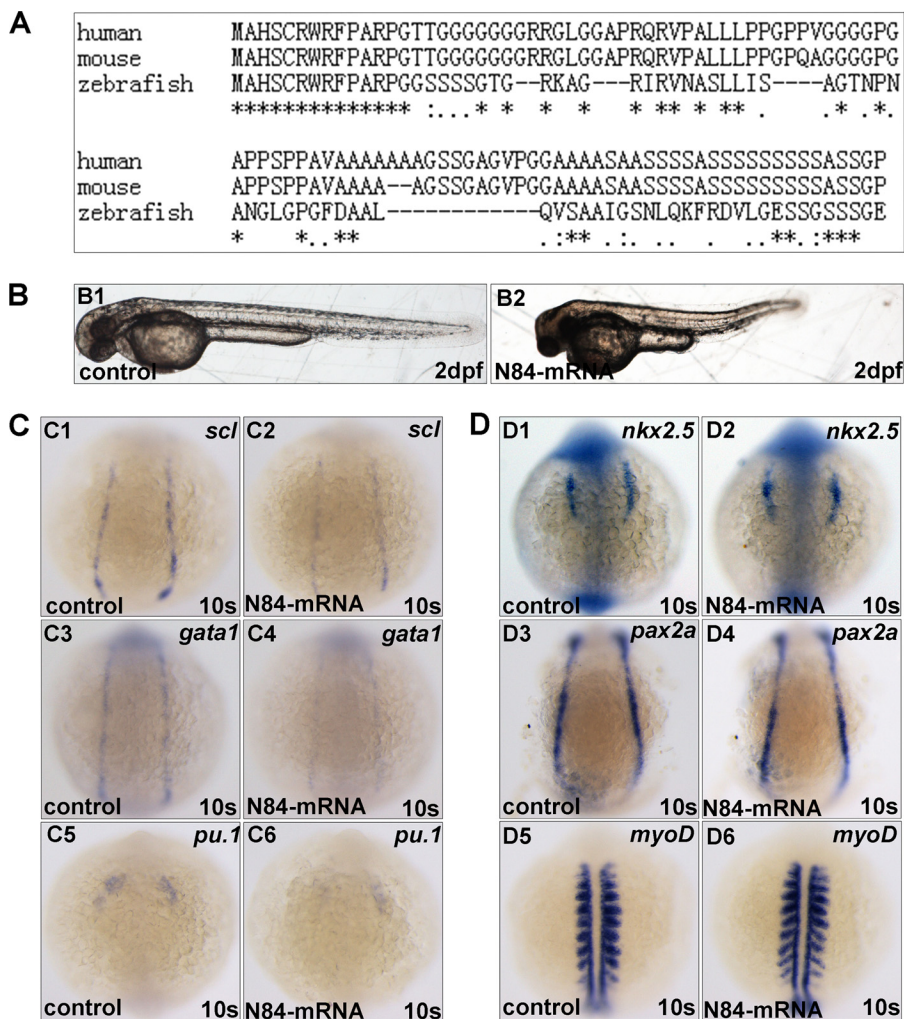 A
human MAHSCRWRFPARPGTTGGGGGGGRRGLGGAPRQRVPALLLPPGPPVGGGGPG
mouse MAHSCRWRFPARPGTTGGGGGGGRRGLGGAPRQRVPALLLPPGPQAGGGGPG
zebrafish MAHSCRWRFPARPGGSSSSGTG--RKAG---RIRVNASLLIS----AGTNPN
************** :...* * * * * ** * ** . .* *.
human APPSPPAVAAAAAAAGSSGAGVPGGAAAASAASSSSASSSSSSSSSASSGP
mouse APPSPPAVAAAA--AGSSGAGVPGGAAAASAASSSSASSSSSSSSSASSGP
zebrafish ANGLGPGFDAAL--------------QVSAAIGSNLQKFRDVLGESSGSSSGE
* *..** .:** .:. . . . . **.:***.
B
B1
control
2dpf
B2
N84-mRNA
2dpf
C
C1 scl
control 10s
C2 scl
N84-mRNA 10s
D
D1 nkx2.5
control 10s
D2 nkx2.5
N84-mRNA 10s
C3 gata1
control 10s
C4 gata1
N84-mRNA 10s
D3 pax2a
control 10s
D4 pax2a
N84-mRNA 10s
C5 pu.1
control 10s
C6 pu.1
N84-mRNA 10s
D5 myoD
control 10s
D6 myoD
N84-mRNA 10s